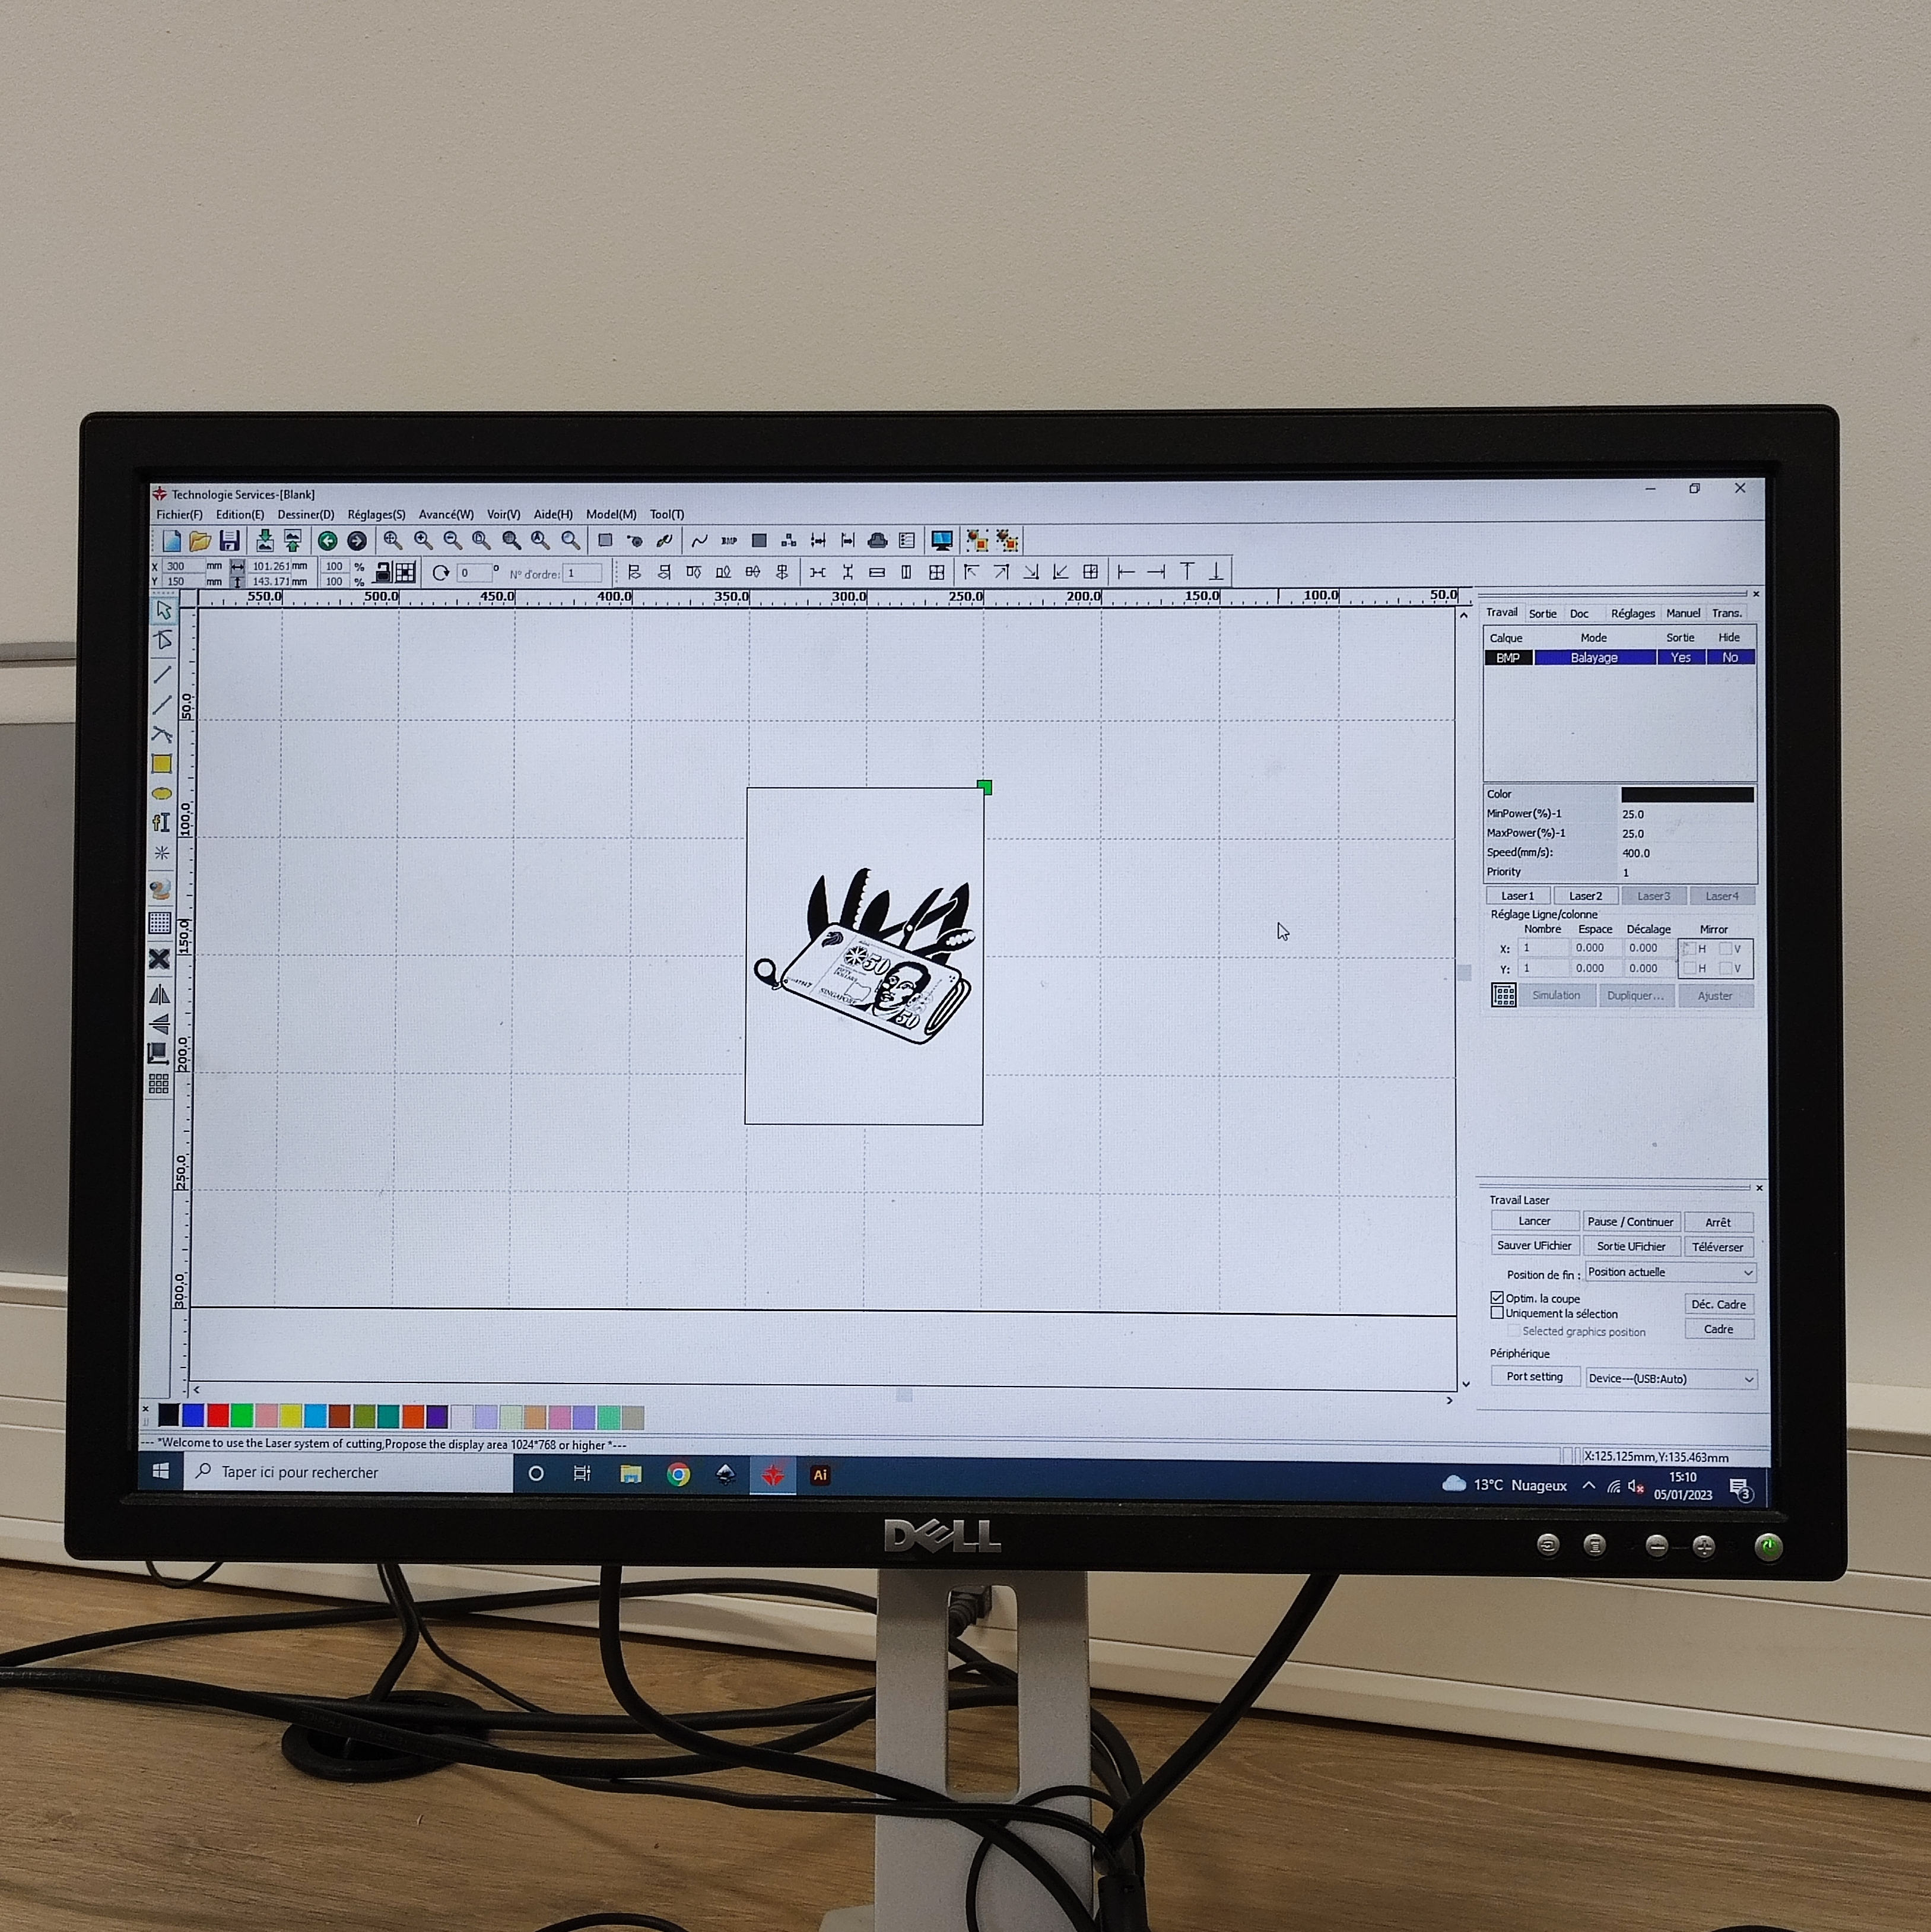 Technologie Services-[Blank]
Fichier(F) Edition(E) Dessiner(D) Réglages(S) Avancé(W) Voir(V) Aide(H) Model(M) Tool(T)
BMP
X 300 mm 101.261 mm 100 %
Y 150 mm 143.171 mm 100 %
0 °
N° d'ordre: 1
550.0 500.0 450.0 400.0 350.0 300.0 250.0 200.0 150.0 100.0 50.0
50.0
100.0
150.0
200.0
250.0
300.0
50
FIFTY
DOLLARS
SINGAPORE
50
Travail Sortie Doc Réglages Manuel Trans.
Calque Mode Sortie Hide
BMP Balayage Yes No
Color
MinPower(%)-1 25.0
MaxPower(%)-1 25.0
Speed(mm/s): 400.0
Priority 1
Laser1 Laser2 Laser3 Laser4
Réglage Ligne/colonne
Nombre Espace Décalage Mirror
X: 1 0.000 0.000 H V
Y: 1 0.000 0.000 H V
Simulation Dupliquer... Ajuster
Travail Laser
Lancer Pause / Continuer Arrêt
Sauver UFichier Sortie UFichier Téléverser
Position de fin : Position actuelle
Optim. la coupe
Uniquement la sélection
Déc. Cadre
Selected graphics position
Cadre
Périphérique
Port setting Device---(USB:Auto)
--- *Welcome to use the Laser system of cutting,Propose the display area 1024*768 or higher *---
X:125.125mm,Y:135.463mm
Taper ici pour rechercher
Ai
13°C Nuageux
15:10
05/01/2023
3
DELL